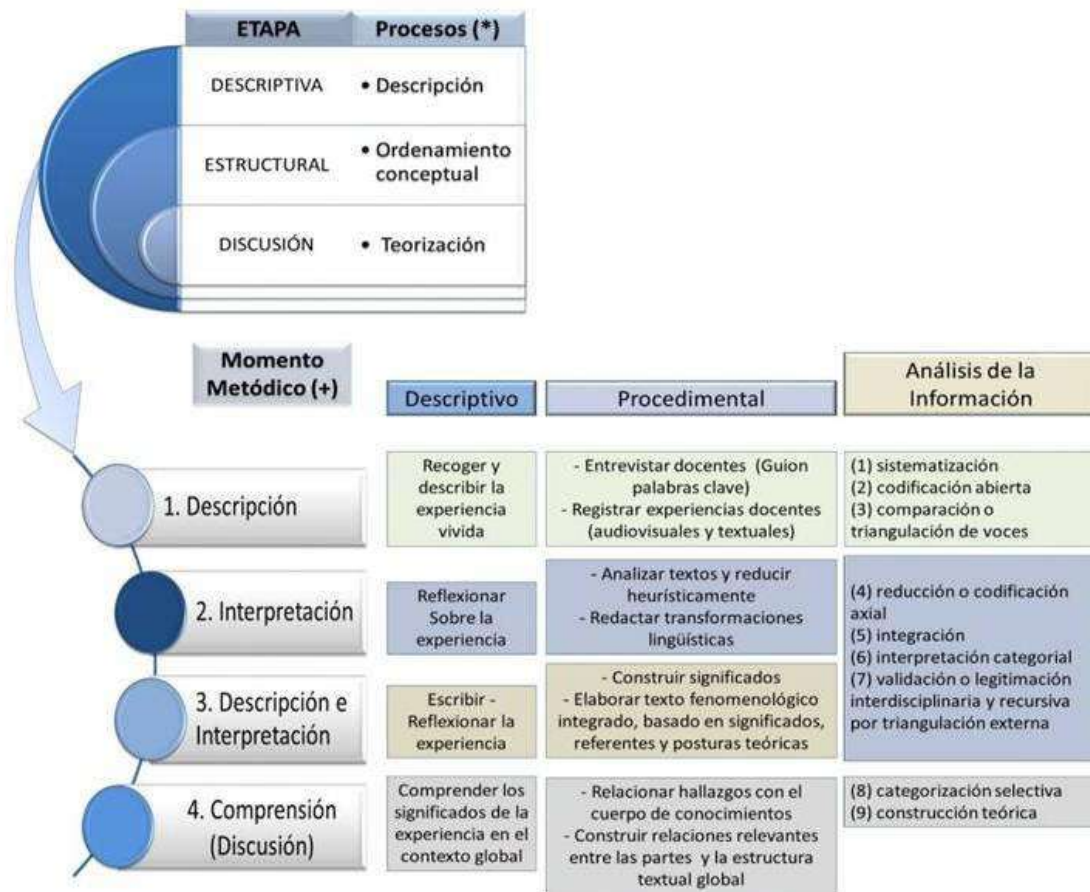 ETAPA
Procesos (*)
DESCRIPTIVA
• Descripción
ESTRUCTURAL
• Ordenamiento
conceptual
DISCUSIÓN
• Teorización
Momento
Metódico (+)
Descriptivo
Procedimental
Análisis de la
Información
1. Descripción
Recoger y
describir la
experiencia
vivida
- Entrevistar docentes (Guion
palabras clave)
- Registrar experiencias docentes
(audiovisuales y textuales)
(1) sistematización
(2) codificación abierta
(3) comparación o
triangulación de voces
2. Interpretación
Reflexionar
Sobre la
experiencia
- Analizar textos y reducir
heurísticamente
- Redactar transformaciones
lingüísticas
(4) reducción o codificación
axial
(5) integración
(6) interpretación categorial
(7) validación o legitimación
interdisciplinaria y recursiva
por triangulación externa
3. Descripción e
Interpretación
Escribir -
Reflexionar la
experiencia
- Construir significados
- Elaborar texto fenomenológico
integrado, basado en significados,
referentes y posturas teóricas
4. Comprensión
(Discusión)
Comprender los
significados de la
experiencia en el
contexto global
- Relacionar hallazgos con el
cuerpo de conocimientos
- Construir relaciones relevantes
entre las partes y la estructura
textual global
(8) categorización selectiva
(9) construcción teórica